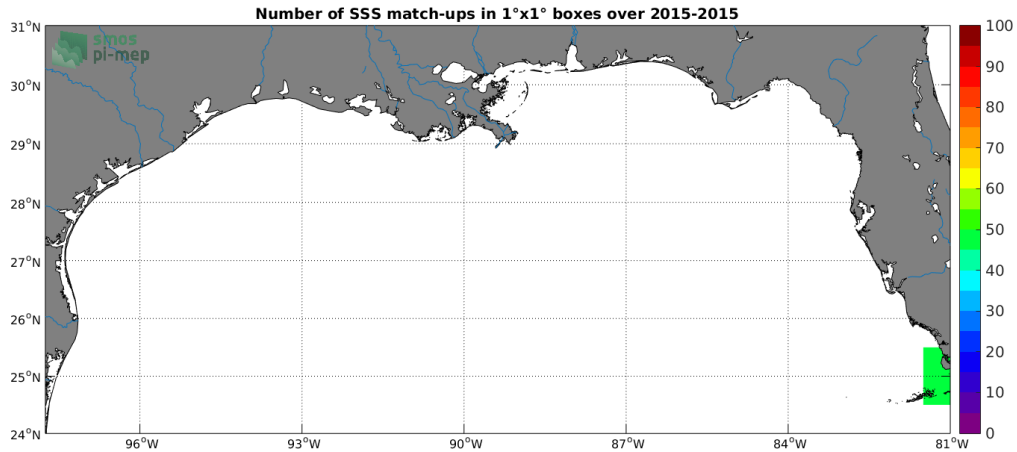 Number of SSS match-ups in 1°x1° boxes over 2015-2015
smos
pi-mep
31°N
30°N
29°N
28°N
27°N
26°N
25°N
24°N
96°W
93°W
90°W
87°W
84°W
81°W
100
90
80
70
60
50
40
30
20
10
0